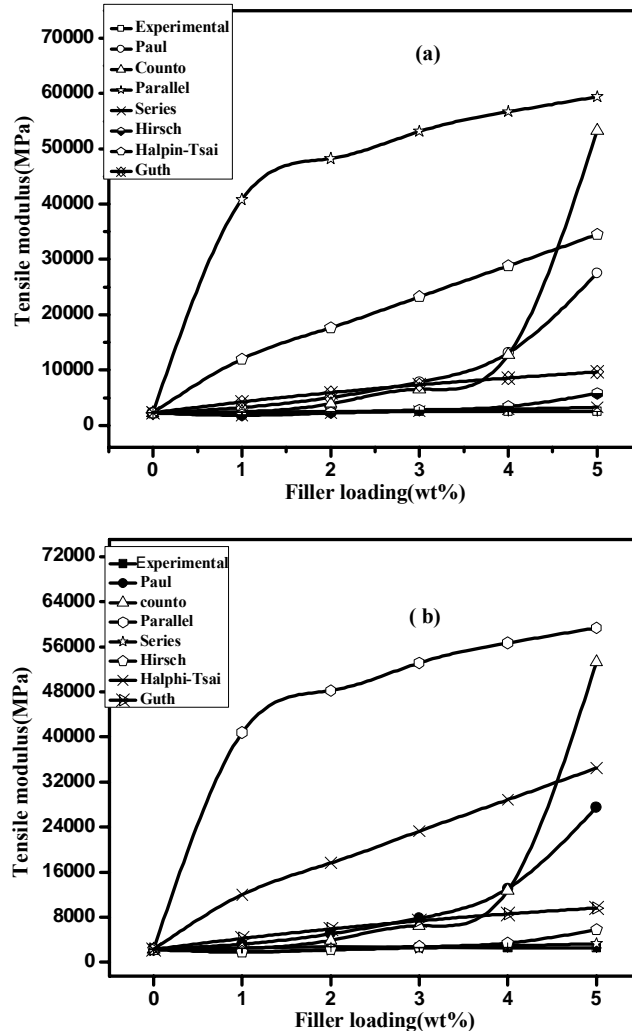 Experimental
Paul
Counto
Parallel
Series
Hirsch
Halpin-Tsai
Guth
(a)
70000
60000
50000
40000
30000
20000
10000
0
Tensile modulus(MPa)
0 1 2 3 4 5
Filler loading(wt%)
Experimental
Paul
counto
Parallel
Series
Hirsch
Halphi-Tsai
Guth
( b)
72000
64000
56000
48000
40000
32000
24000
16000
8000
0
Tensile modulus(MPa)
0 1 2 3 4 5
Filler loading(wt%)